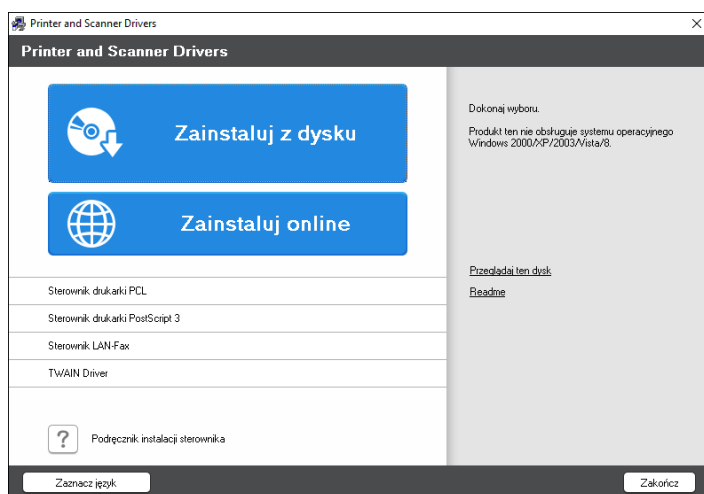 Printer and Scanner Drivers
Printer and Scanner Drivers
Zainstaluj z dysku
Zainstaluj online
Sterownik drukarki PCL
Sterownik drukarki PostScript 3
Sterownik LAN-Fax
TWAIN Driver
? Podręcznik instalacji sterownika
Dokonaj wyboru.
Produkt ten nie obsługuje systemu operacyjnego
Windows 2000/XP/2003/Vista/8.
Przeglądaj ten dysk
Readme
Zaznacz język
Zakończ